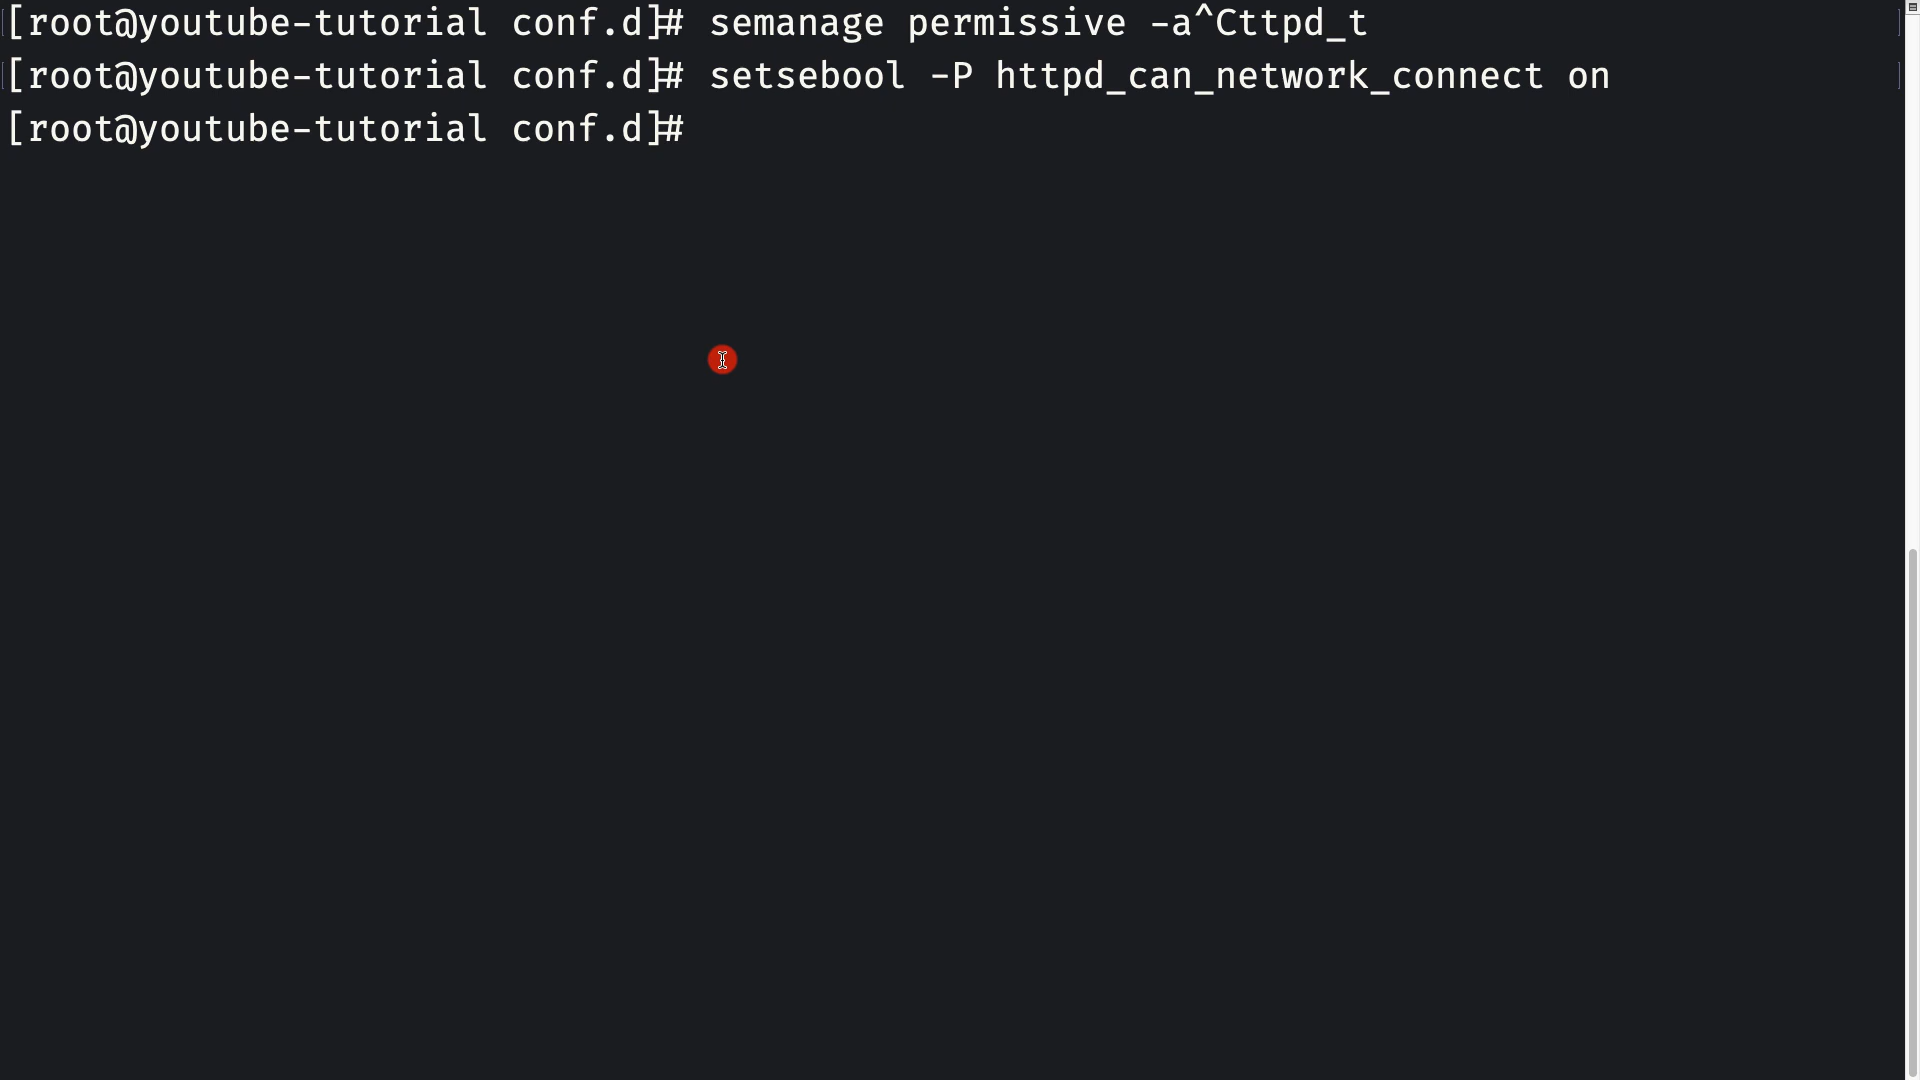 [root@youtube-tutorial conf.d]# semanage permissive -a^Cttpd_t
[root@youtube-tutorial conf.d]# setsebool -P httpd_can_network_connect on
[root@youtube-tutorial conf.d]#